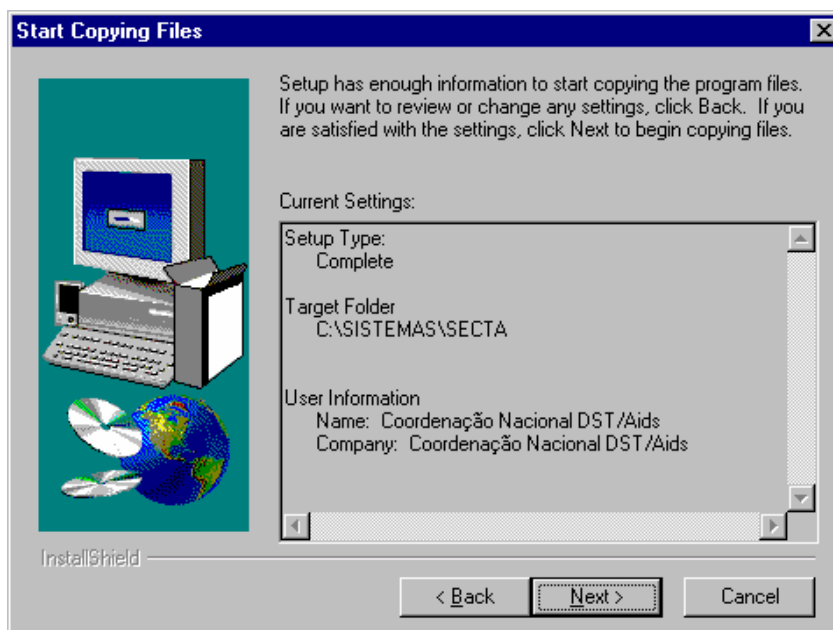 Start Copying Files
Setup has enough information to start copying the program files.
If you want to review or change any settings, click Back. If you
are satisfied with the settings, click Next to begin copying files.
Current Settings:
Setup Type:
Complete
Target Folder
C:\SISTEMAS\SECTA
User Information
Name: Coordenação Nacional DST/Aids
Company: Coordenação Nacional DST/Aids
InstallShield
< Back
Next >
Cancel